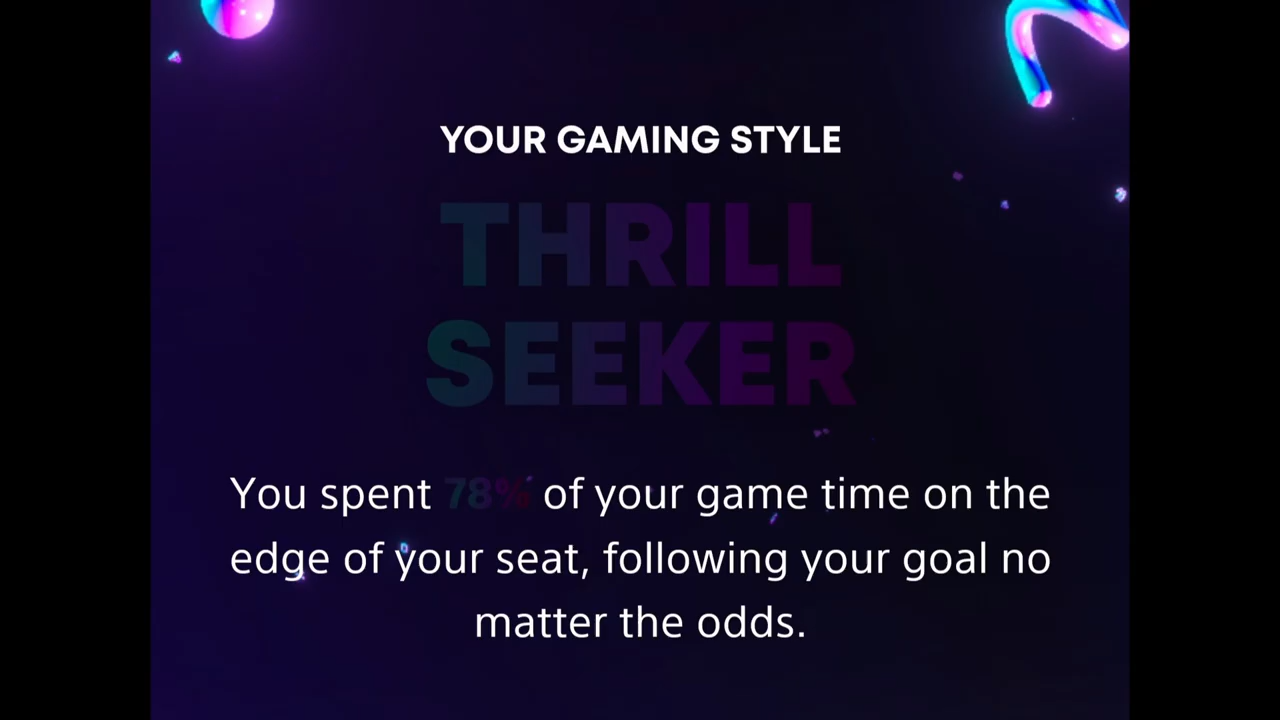 YOUR GAMING STYLE
THRILL
SEEKER
You spent 78% of your game time on the
edge of your seat, following your goal no
matter the odds.